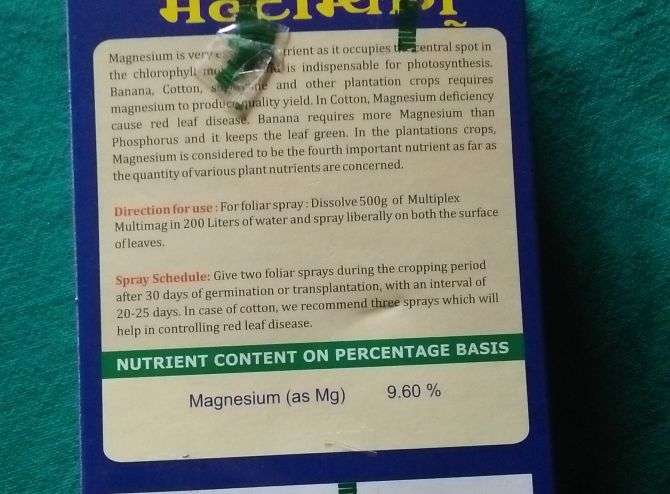 मल्टीमॅग
Magnesium is very trient as it occupies central spot in
the chlorophyll is indispensable for photosynthesis.
Banana, Cotton, and other plantation crops requires
magnesium to produce quality yield. In Cotton, Magnesium deficiency
cause red leaf disease. Banana requires more Magnesium than
Phosphorus and it keeps the leaf green. In the plantations crops,
Magnesium is considered to be the fourth important nutrient as far as
the quantity of various plant nutrients are concerned.
Direction for use : For foliar spray : Dissolve 500g of Multiplex
Multimag in 200 Liters of water and spray liberally on both the surface
of leaves.
Spray Schedule: Give two foliar sprays during the cropping period
after 30 days of germination or transplantation, with an interval of
20-25 days. In case of cotton, we recommend three sprays which will
help in controlling red leaf disease.
NUTRIENT CONTENT ON PERCENTAGE BASIS
Magnesium (as Mg) 9.60 %